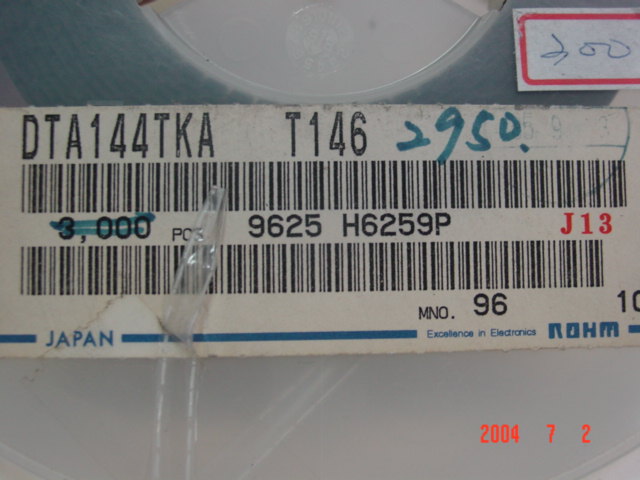 200
DTA144TKA T146 2950.
3,000 PCS 9625 H6259P J13
MNO. 96 10
JAPAN Excellence in Electronics ROHM
2004 7 2